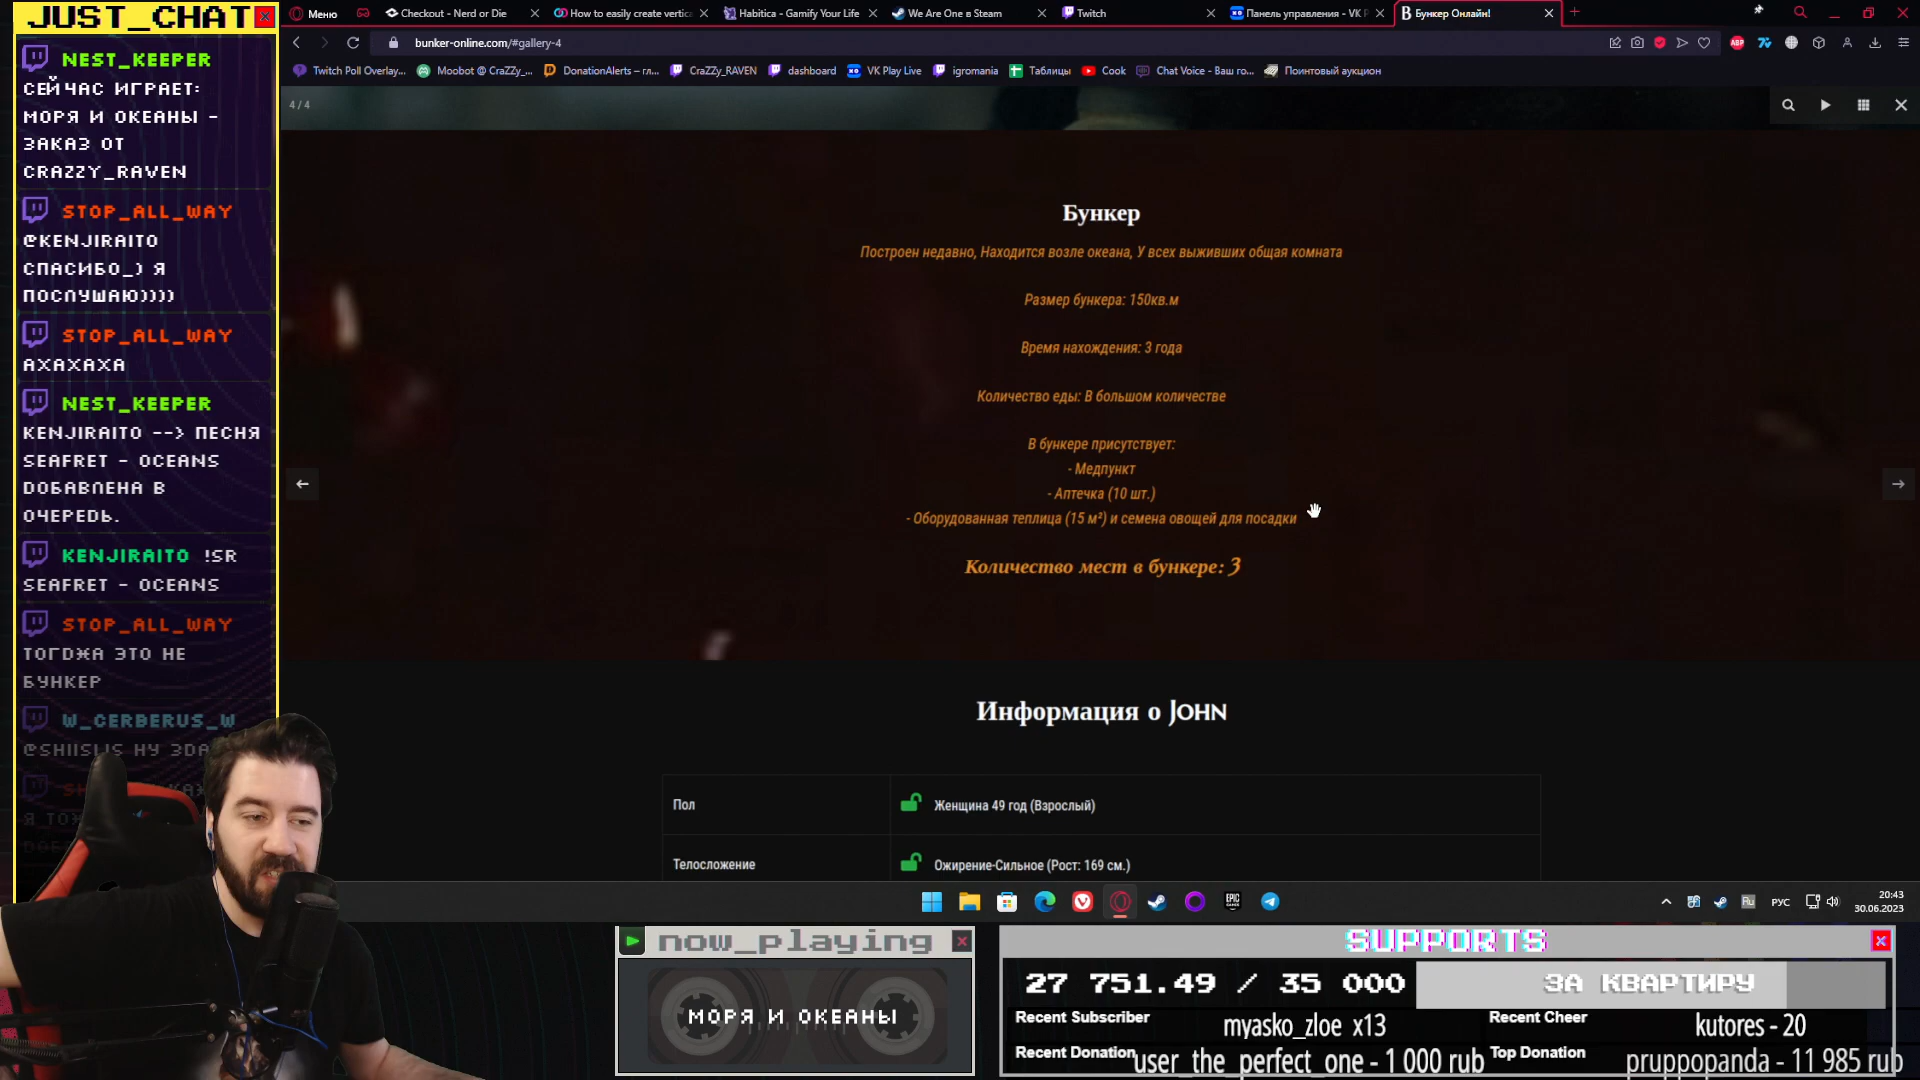 JUST_CHAT
NEST_KEEPER
СЕЙЧАС ИГРАЕТ:
МОРЯ И ОКЕАНЫ -
ЗАКАЗ ОТ
CRAZZY_RAVEN
STOP_ALL_WAY
@KENJIRAITO
СПАСИБО_) Я
ПОСЛУШАЮ))))
STOP_ALL_WAY
АХАХАХА
NEST_KEEPER
KENJIRAITO --> ПЕСНЯ
SEAFRET - OCEANS
ДОБАВЛЕНА В
ОЧЕРЕДЬ.
KENJIRAITO !SR
SEAFRET - OCEANS
STOP_ALL_WAY
ТОГДЖА ЭТО НЕ
БУНКЕР
W_CERBERUS_W
Меню
Checkout - Nerd or Die
How to easily create vertica
Habitica - Gamify Your Life
We Are One в Steam
Twitch
Панель управления - VK P
Бункер Онлайн!
bunker-online.com/#gallery-4
Twitch Poll Overlay...
Moobot @ CraZZy_...
DonationAlerts – гл...
CraZZy_RAVEN
dashboard
VK Play Live
igromania
Таблицы
Cook
Chat Voice - Ваш го...
Поинтовый аукцион
4 / 4
Бункер
Построен недавно, Находится возле океана, У всех выживших общая комната
Размер бункера: 150кв.м
Время нахождения: 3 года
Количество еды: В большом количестве
В бункере присутствует:
- Медпункт
- Аптечка (10 шт.)
- Оборудованная теплица (15 м²) и семена овощей для посадки
Количество мест в бункере: 3
Информация о JOHN
Пол
Женщина 49 год (Взрослый)
Телосложение
Ожирение-Сильное (Рост: 169 см.)
EPIC
Ru
РУС
20:43
30.06.2023
now_playing
МОРЯ И ОКЕАНЫ
SUPPORTS
27 751.49 / 35 000
ЗА КВАРТИРУ
Recent Subscriber
myasko_zloe x13
Recent Cheer
kutores - 20
Recent Donation
user_the_perfect_one - 1 000 rub
Top Donation
pruppopanda - 11 985 rub